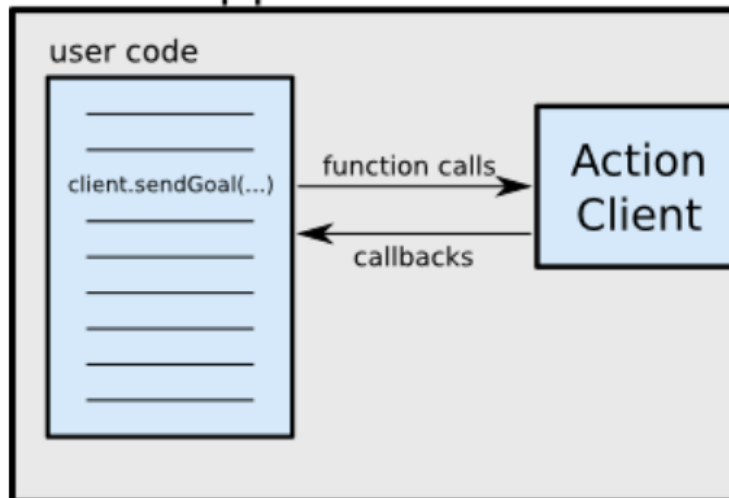 user code
client.sendGoal(...)
function calls
callbacks
Action
Client